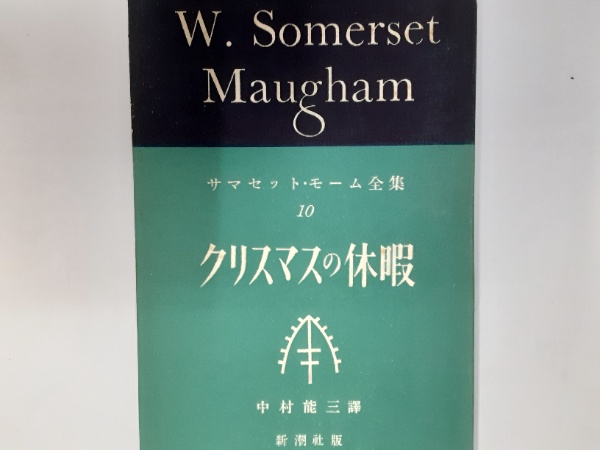 W. Somerset
Maugham
サマセット・モーム全集
10
クリスマスの休暇
中村能三譯
新潮社版